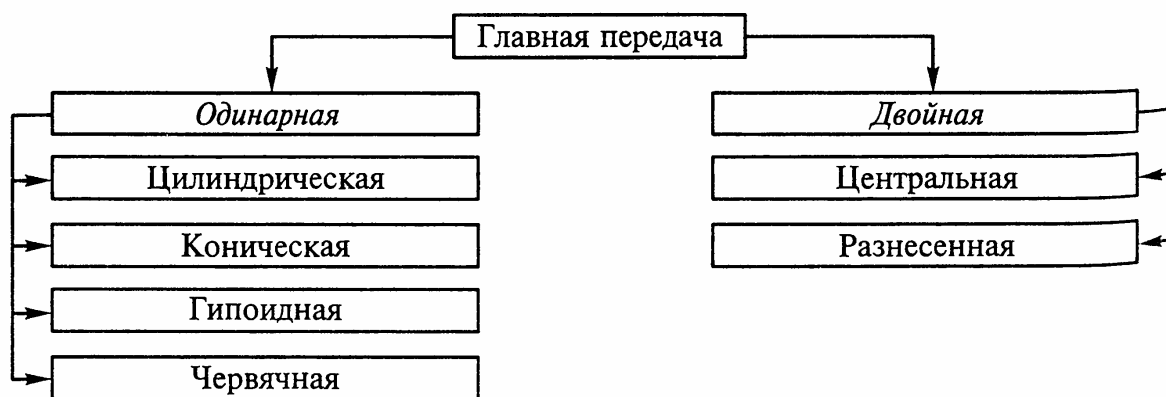 Главная передача
Одинарная
Цилиндрическая
Коническая
Гипоидная
Червячная
Двойная
Центральная
Разнесенная